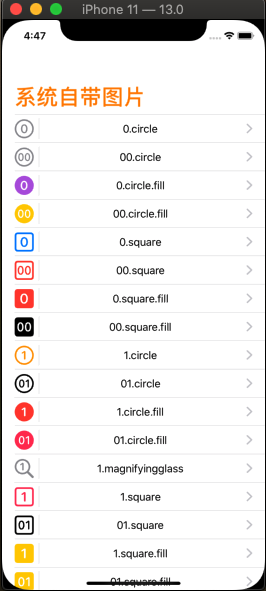 iPhone 11 — 13.0
4:47
系统自带图片
0 0.circle
00 00.circle
0 0.circle.fill
00 00.circle.fill
0 0.square
00 00.square
0 0.square.fill
00 00.square.fill
1 1.circle
01 01.circle
1 1.circle.fill
01 01.circle.fill
1 1.magnifyingglass
1 1.square
01 01.square
1 1.square.fill
01 01.square.fill